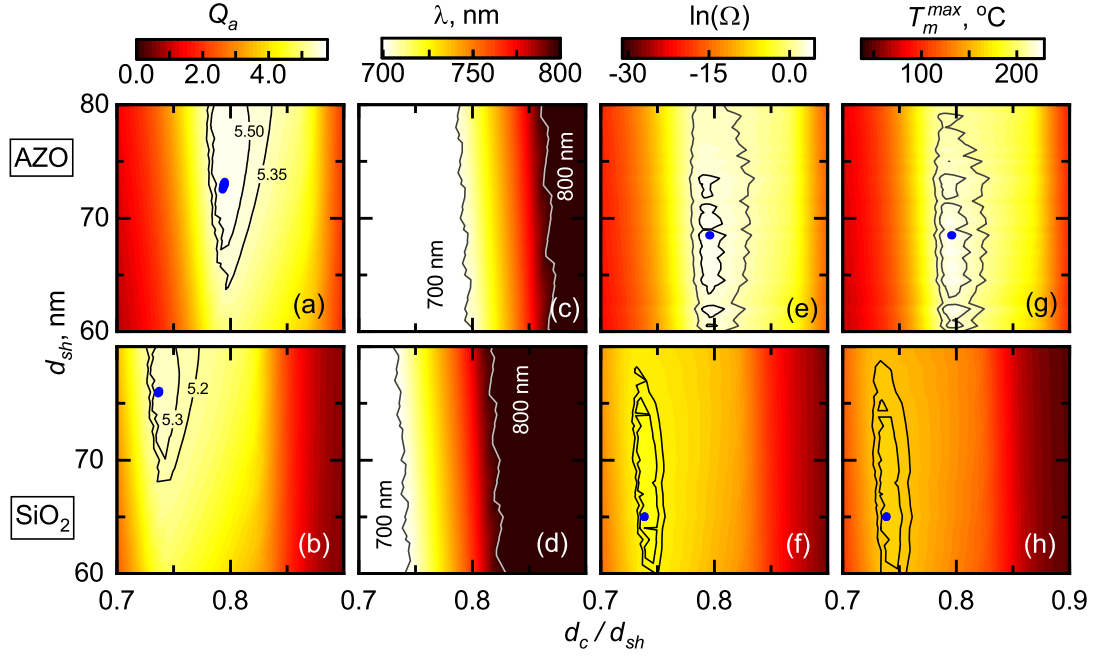 Qₐ
λ, nm
ln(Ω)
Tₘᵐᵃˣ, °C
0.0 2.0 4.0
700 750 800
-30 -15 0.0
100 200
AZO
80
70
60
d_sh, nm
5.50
5.35
(a)
700 nm
800 nm
(c)
(e)
(g)
SiO₂
70
60
5.2
5.3
(b)
700 nm
800 nm
(d)
(f)
(h)
0.7 0.8 0.7 0.8 0.7 0.8 0.7 0.8 0.9
d_c / d_sh